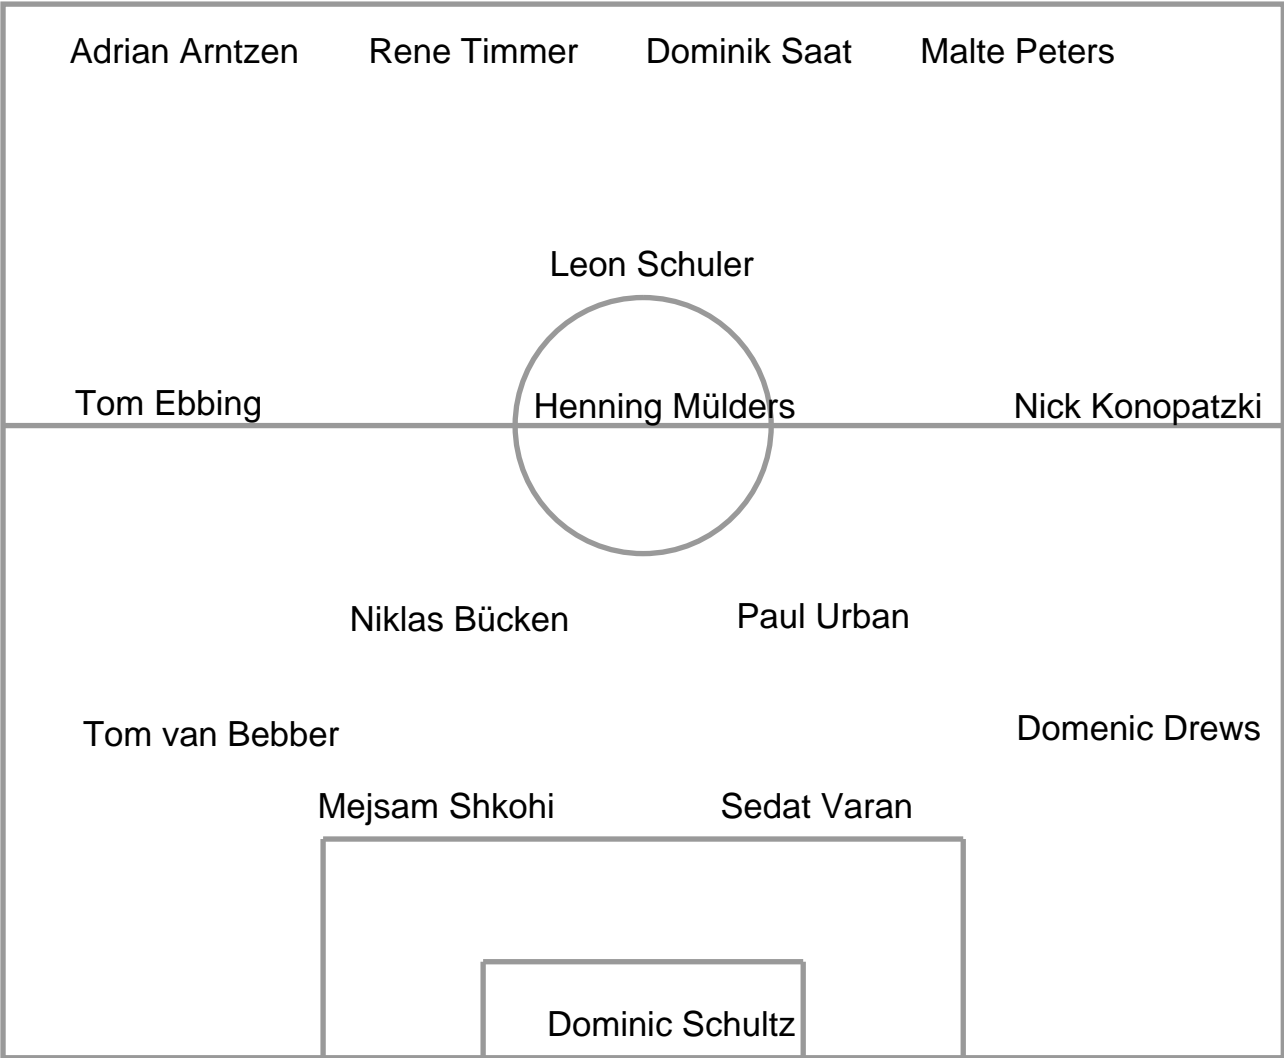 Adrian Arntzen Rene Timmer Dominik Saat Malte Peters
Leon Schuler
Tom Ebbing Henning Mülders Nick Konopatzki
Niklas Bücken Paul Urban
Tom van Bebber Domenic Drews
Mejsam Shkohi Sedat Varan
Dominic Schultz